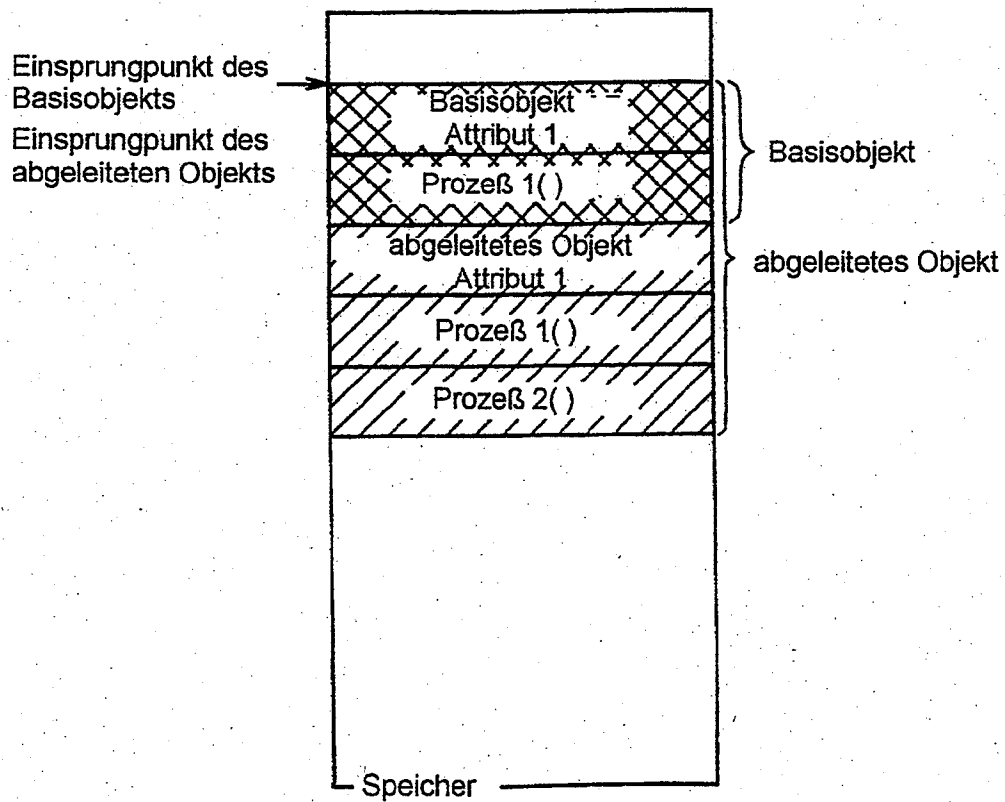 Einsprungpunkt des
Basisobjekts
Einsprungpunkt des
abgeleiteten Objekts
Basisobjekt
Attribut 1
Prozeß 1( )
abgeleitetes Objekt
Attribut 1
Prozeß 1( )
Prozeß 2( )
Basisobjekt
abgeleitetes Objekt
Speicher